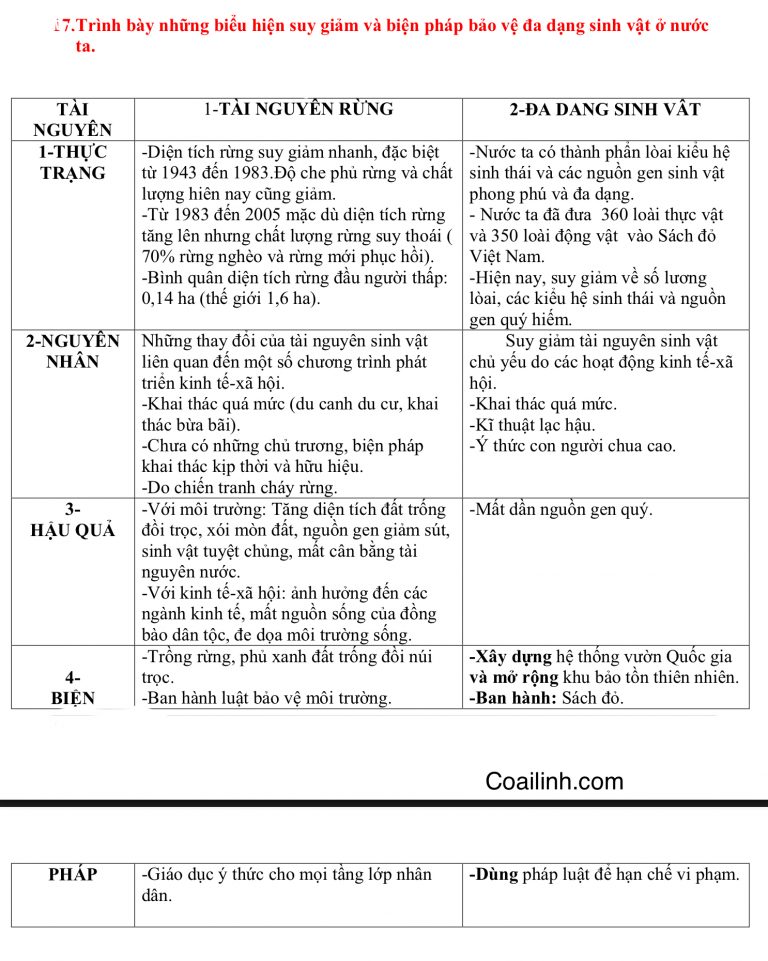 17.Trình bày những biểu hiện suy giảm và biện pháp bảo vệ đa dạng sinh vật ở nước
ta.
TÀI
NGUYÊN
1-TÀI NGUYÊN RỪNG
2-ĐA DANG SINH VÂT
1-THỰC
TRẠNG
-Diện tích rừng suy giảm nhanh, đặc biệt
từ 1943 đến 1983.Độ che phủ rừng và chất
lượng hiên nay cũng giảm.
-Từ 1983 đến 2005 mặc dù diện tích rừng
tăng lên nhưng chất lượng rừng suy thoái (
70% rừng nghèo và rừng mới phục hồi).
-Bình quân diện tích rừng đầu người thấp:
0,14 ha (thế giới 1,6 ha).
-Nước ta có thành phần lòai kiểu hệ
sinh thái và các nguồn gen sinh vật
phong phú và đa dạng.
- Nước ta đã đưa 360 loài thực vật
và 350 loài động vật vào Sách đỏ
Việt Nam.
-Hiện nay, suy giảm về số lương
lòai, các kiểu hệ sinh thái và nguồn
gen quý hiếm.
2-NGUYÊN
NHÂN
Những thay đổi của tài nguyên sinh vật
liên quan đến một số chương trình phát
triển kinh tế-xã hội.
-Khai thác quá mức (du canh du cư, khai
thác bừa bãi).
-Chưa có những chủ trương, biện pháp
khai thác kịp thời và hữu hiệu.
-Do chiến tranh cháy rừng.
Suy giảm tài nguyên sinh vật
chủ yếu do các hoạt động kinh tế-xã
hội.
-Khai thác quá mức.
-Kĩ thuật lạc hậu.
-Ý thức con người chua cao.
3-
HẬU QUẢ
-Với môi trường: Tăng diện tích đất trống
đồi trọc, xói mòn đất, nguồn gen giảm sút,
sinh vật tuyệt chủng, mất cân bằng tài
nguyên nước.
-Với kinh tế-xã hội: ảnh hưởng đến các
ngành kinh tế, mất nguồn sống của đồng
bào dân tộc, đe dọa môi trường sống.
-Mất dần nguồn gen quý.
4-
BIỆN
-Trồng rừng, phủ xanh đất trống đồi núi
trọc.
-Ban hành luật bảo vệ môi trường.
-Xây dựng hệ thống vườn Quốc gia
và mở rộng khu bảo tồn thiên nhiên.
-Ban hành: Sách đỏ.
Coailinh.com
PHÁP
-Giáo dục ý thức cho mọi tầng lớp nhân
dân.
-Dùng pháp luật để hạn chế vi phạm.